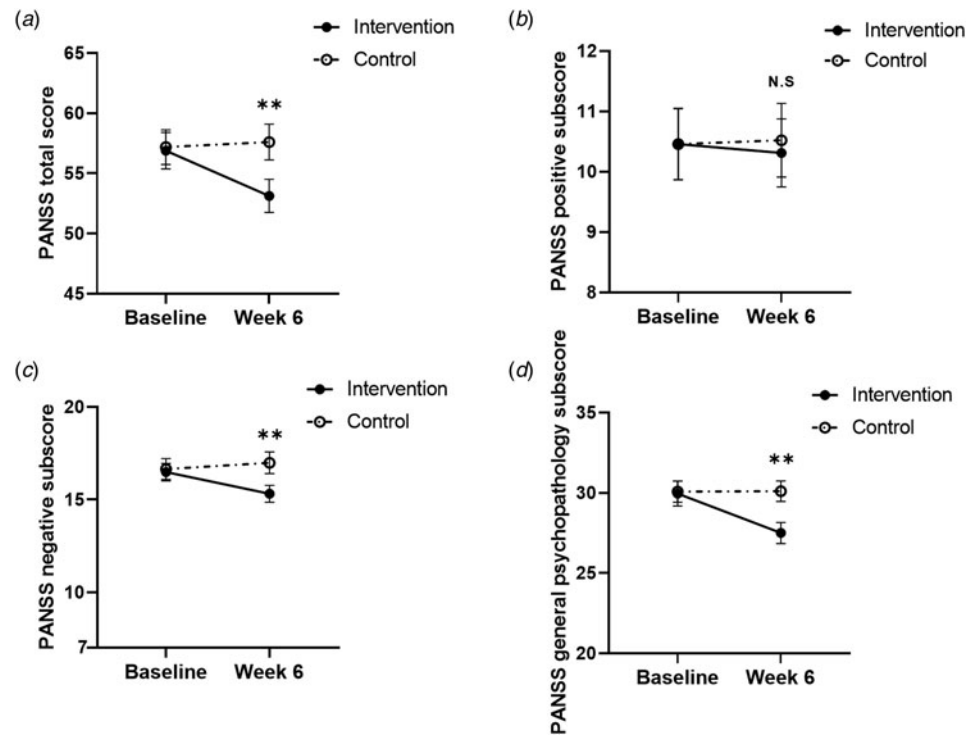 (a)
Intervention
Control
PANSS total score
65
60
55
50
45
**
Baseline
Week 6
(b)
Intervention
Control
PANSS positive subscore
12
11
10
9
8
N.S
Baseline
Week 6
(c)
Intervention
Control
PANSS negative subscore
20
15
10
7
**
Baseline
Week 6
(d)
Intervention
Control
PANSS general psychopathology subscore
35
30
25
20
**
Baseline
Week 6